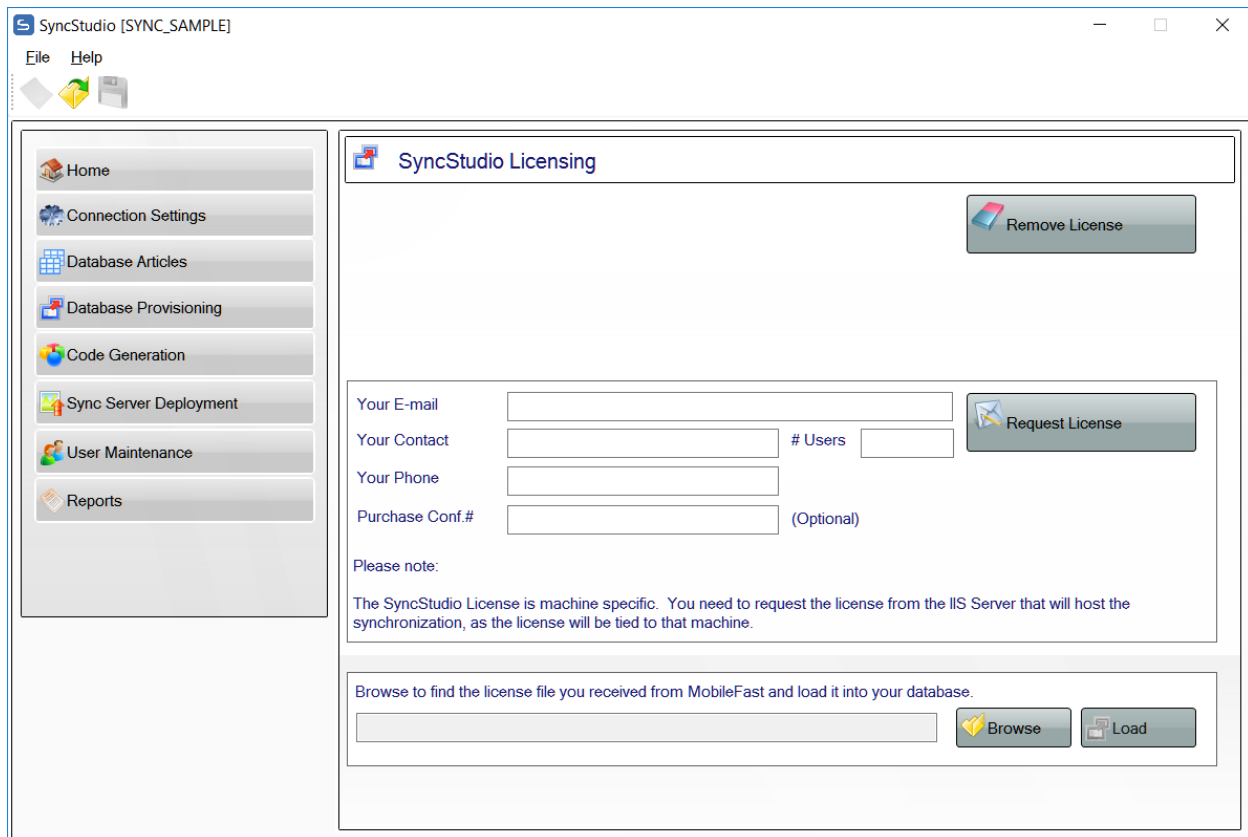 SyncStudio [SYNC_SAMPLE]
File Help
Home
Connection Settings
Database Articles
Database Provisioning
Code Generation
Sync Server Deployment
User Maintenance
Reports
SyncStudio Licensing
Remove License
Your E-mail
Request License
Your Contact
# Users
Your Phone
Purchase Conf.#
(Optional)
Please note:
The SyncStudio License is machine specific. You need to request the license from the IIS Server that will host the
synchronization, as the license will be tied to that machine.
Browse to find the license file you received from MobileFast and load it into your database.
Browse
Load